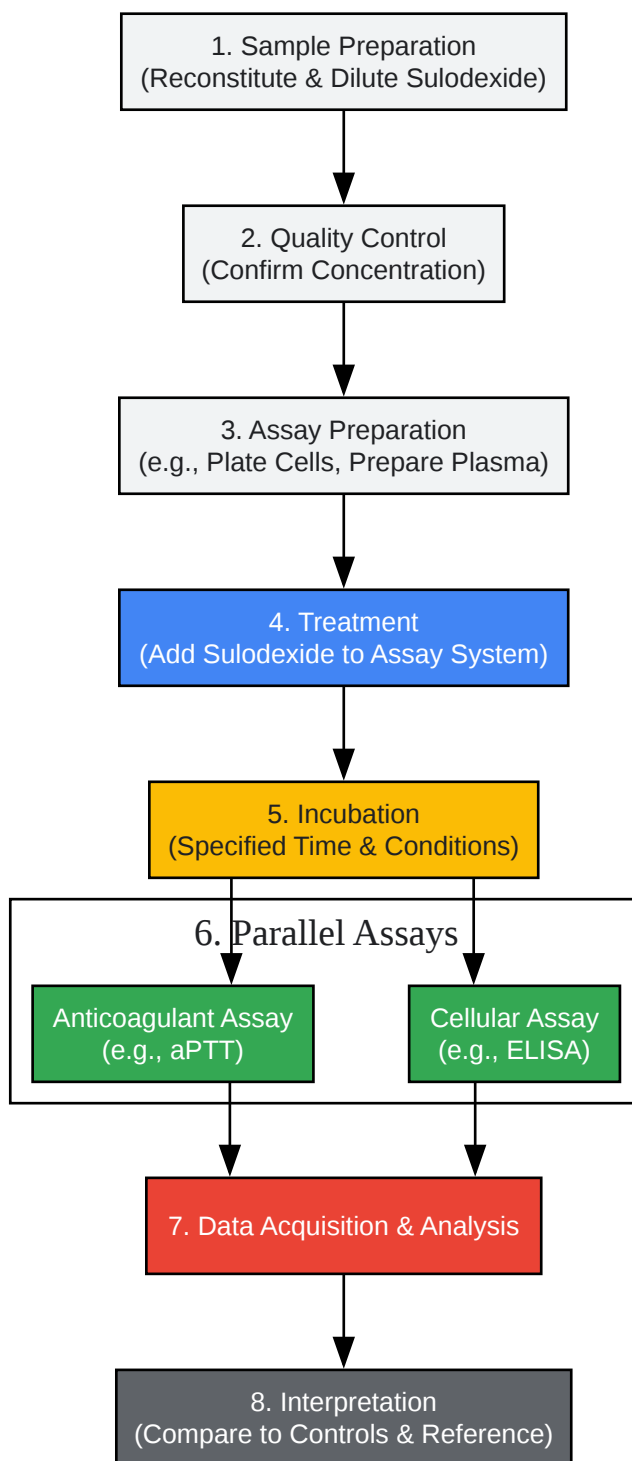 1. Sample Preparation
(Reconstitute & Dilute Sulodexide)
2. Quality Control
(Confirm Concentration)
3. Assay Preparation
(e.g., Plate Cells, Prepare Plasma)
4. Treatment
(Add Sulodexide to Assay System)
5. Incubation
(Specified Time & Conditions)
6. Parallel Assays
Anticoagulant Assay
(e.g., aPTT)
Cellular Assay
(e.g., ELISA)
7. Data Acquisition & Analysis
8. Interpretation
(Compare to Controls & Reference)